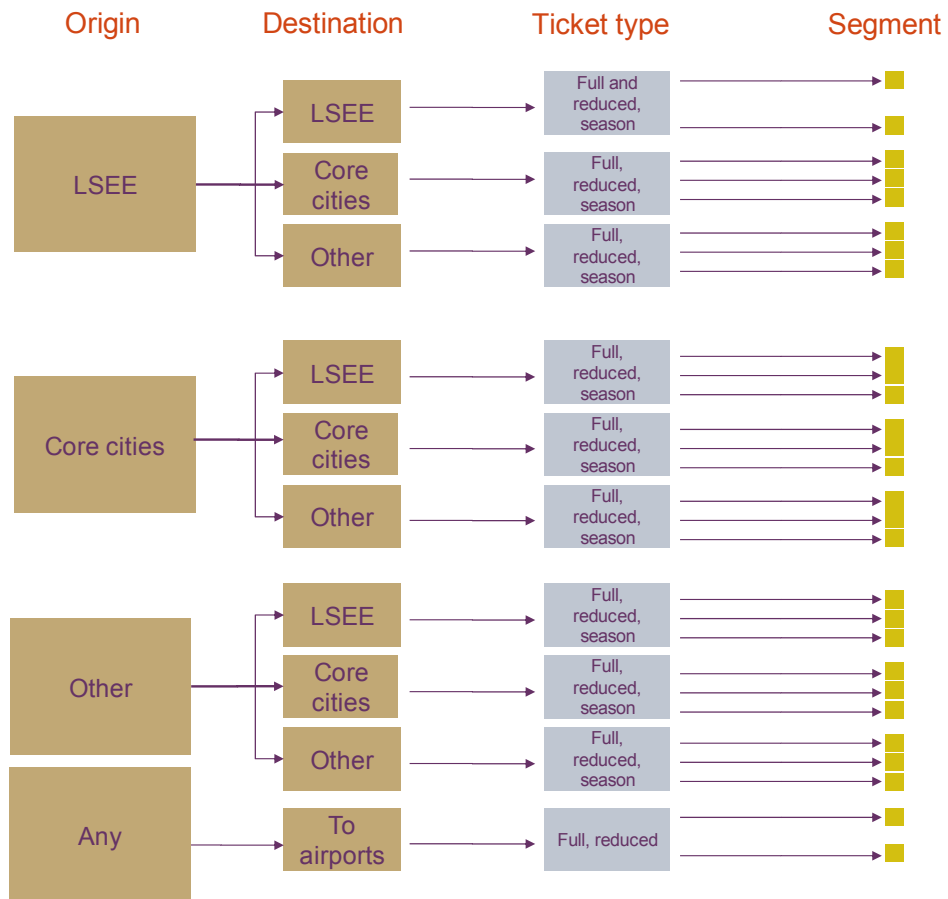 Origin Destination Ticket type Segment
LSEE
LSEE
Full and
reduced,
season
Core
cities
Full,
reduced,
season
Other
Full,
reduced,
season
Core cities
LSEE
Full,
reduced,
season
Core
cities
Full,
reduced,
season
Other
Full,
reduced,
season
Other
LSEE
Full,
reduced,
season
Core
cities
Full,
reduced,
season
Other
Full,
reduced,
season
Any
To
airports
Full, reduced